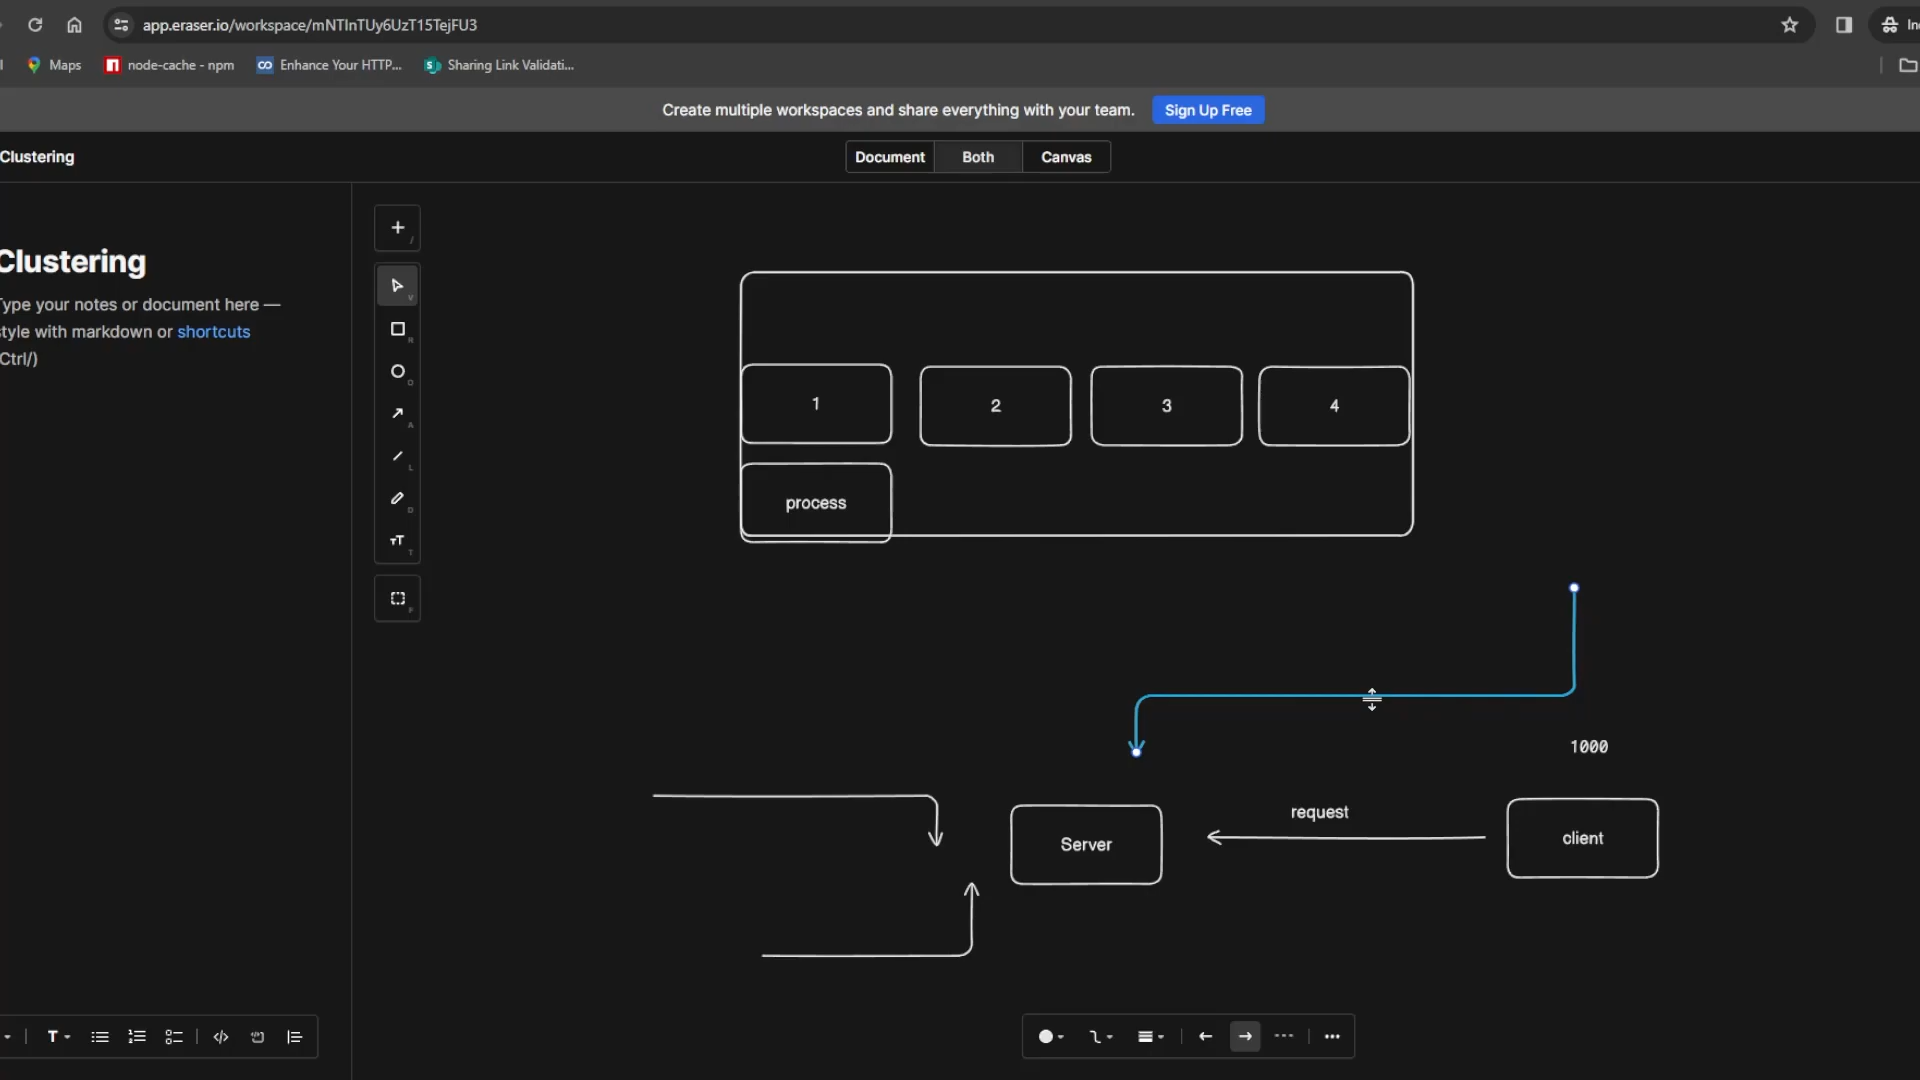 app.eraser.io/workspace/mNTInTUy6UzT15TejFU3
Maps
node-cache - npm
Enhance Your HTTP...
Sharing Link Validati...
Create multiple workspaces and share everything with your team.
Sign Up Free
Clustering
Document
Both
Canvas
Clustering
Type your notes or document here —
style with markdown or shortcuts
Ctrl/)
/
V
R
O
A
L
D
T
F
1
2
3
4
process
1000
request
Server
client
T